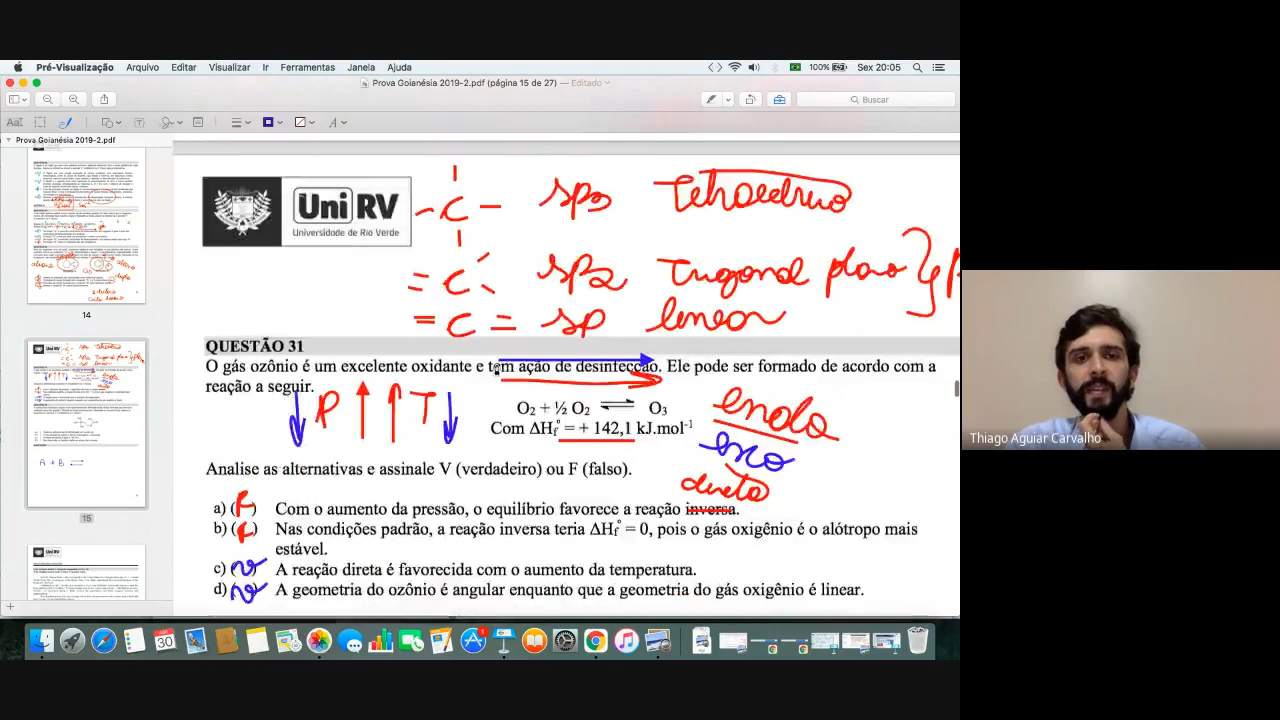 Pré-Visualização Arquivo Editar Visualizar Ir Ferramentas Janela Ajuda 100% Sex 20:05
Prova Goianésia 2019-2.pdf (página 15 de 27) — Editado
Buscar
Prova Goianésia 2019-2.pdf
14
15
UniRV
Universidade de Rio Verde
- C - sp3 Tetraédrico
= C sp2 Trigonal plano
= C = sp linear
QUESTÃO 31
O gás ozônio é um excelente oxidante e tem ação de desinfecção. Ele pode ser formado de acordo com a
reação a seguir.
P T
O₂ + ½ O₂ ⇌ O₃
Com ΔHf° = + 142,1 kJ.mol⁻¹
endo
exo
direta
Analise as alternativas e assinale V (verdadeiro) ou F (falso).
a) (F) Com o aumento da pressão, o equilíbrio favorece a reação inversa.
b) (F) Nas condições padrão, a reação inversa teria ΔHf° = 0, pois o gás oxigênio é o alótropo mais
estável.
c) (V) A reação direta é favorecida com o aumento da temperatura.
d) (V) A geometria do ozônio é angular enquanto que a geometria do gás oxigênio é linear.
A + B ⇌
Thiago Aguiar Carvalho